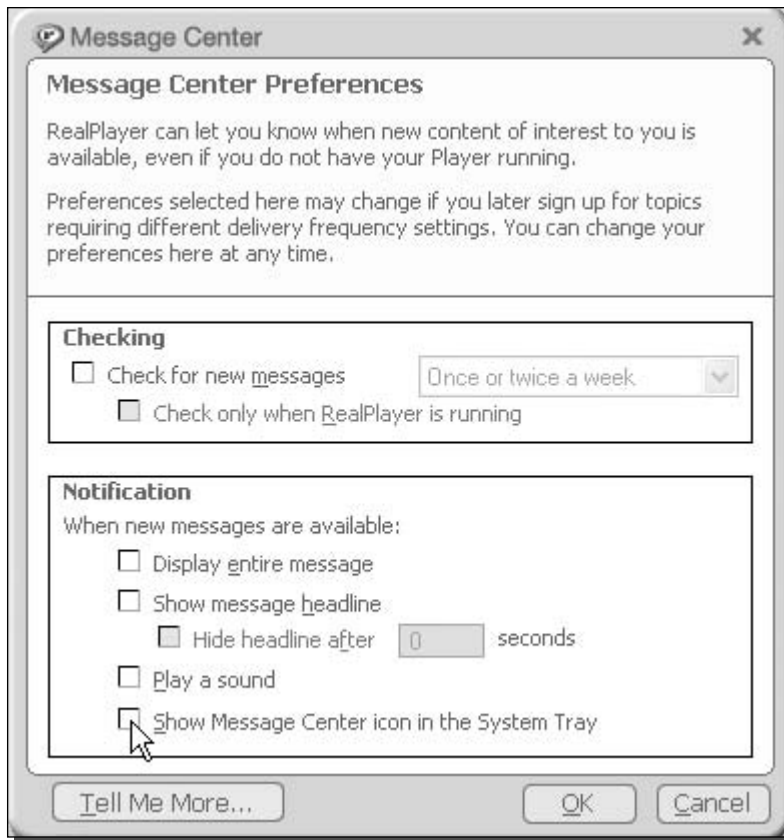 Message Center
Message Center Preferences
RealPlayer can let you know when new content of interest to you is
available, even if you do not have your Player running.
Preferences selected here may change if you later sign up for topics
requiring different delivery frequency settings. You can change your
preferences here at any time.
Checking
Check for new messages Once or twice a week
Check only when RealPlayer is running
Notification
When new messages are available:
Display entire message
Show message headline
Hide headline after 0 seconds
Play a sound
Show Message Center icon in the System Tray
Tell Me More... OK Cancel